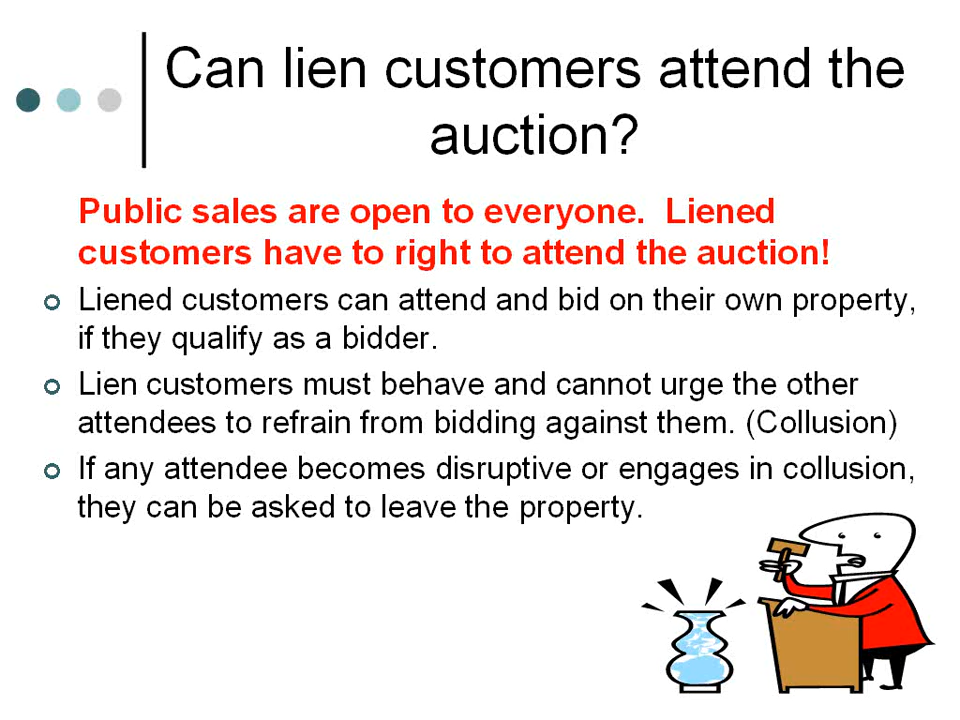 Can lien customers attend the
auction?
Public sales are open to everyone. Liened
customers have to right to attend the auction!
Liened customers can attend and bid on their own property,
if they qualify as a bidder.
Lien customers must behave and cannot urge the other
attendees to refrain from bidding against them. (Collusion)
If any attendee becomes disruptive or engages in collusion,
they can be asked to leave the property.